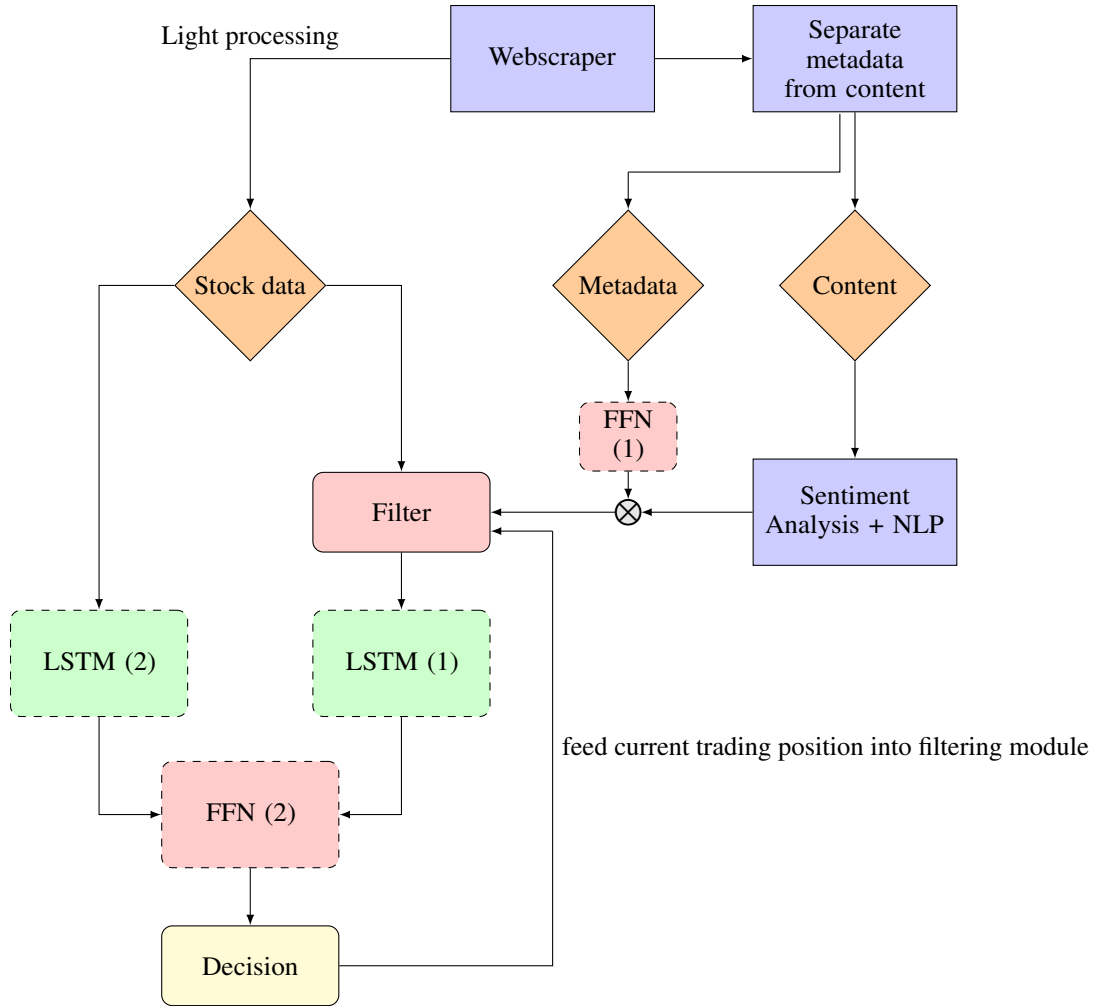 Light processing
Webscraper
Separate
metadata
from content
Stock data
Metadata
Content
FFN
(1)
Filter
Sentiment
Analysis + NLP
LSTM (2)
LSTM (1)
feed current trading position into filtering module
FFN (2)
Decision